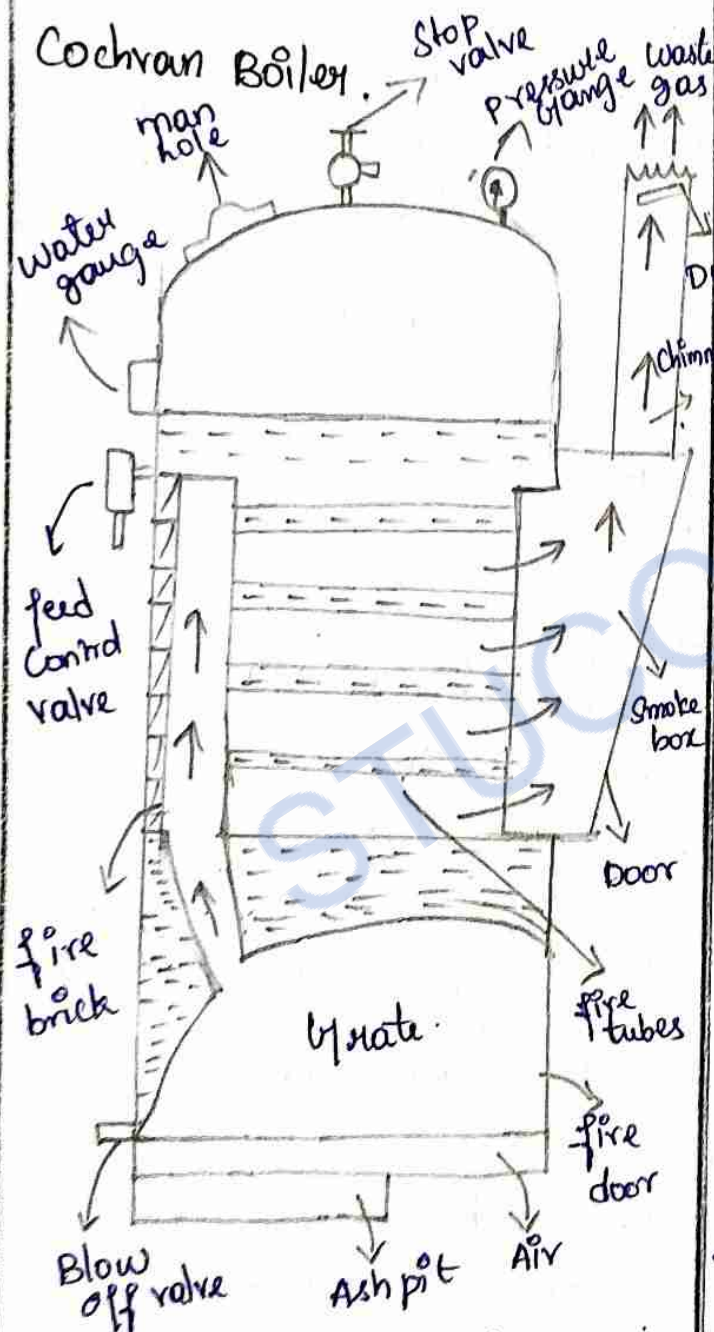 Cochran Boiler.
Stop
valve
Pressure
Gange
Waste
gas
man
hole
Water
gauge
D
Chimn
feed
Control
valve
Smoke
box
Door
fire
brick
fire
tubes
Grate.
fire
door
Blow
off valve
Ash pit
Air
STUCO